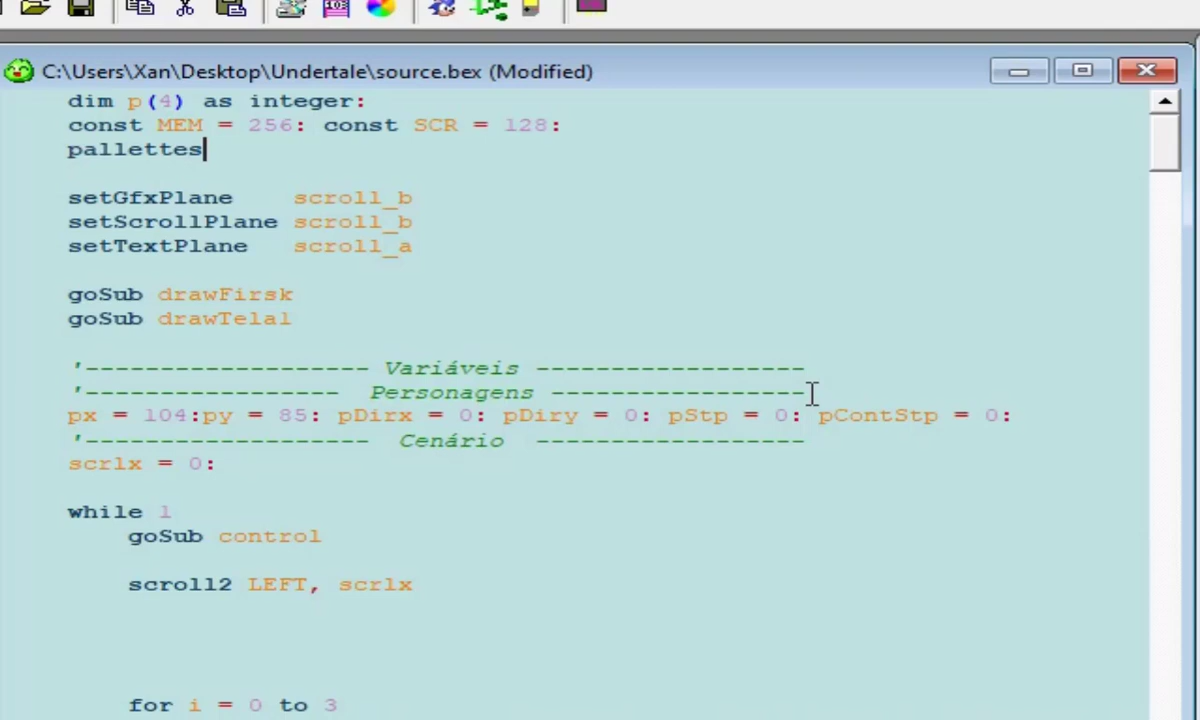 C:\Users\Xan\Desktop\Undertale\source.bex (Modified)
dim p(4) as integer:
const MEM = 256: const SCR = 128:
pallettes
setGfxPlane scroll_b
setScrollPlane scroll_b
setTextPlane scroll_a
goSub drawFirsk
goSub drawTela1
'------------------- Variáveis ------------------
'----------------- Personagens -----------------
px = 104:py = 85: pDirx = 0: pDiry = 0: pStp = 0: pContStp = 0:
'------------------- Cenário ------------------
scrlx = 0:
while 1
goSub control
scroll2 LEFT, scrlx
for i = 0 to 3